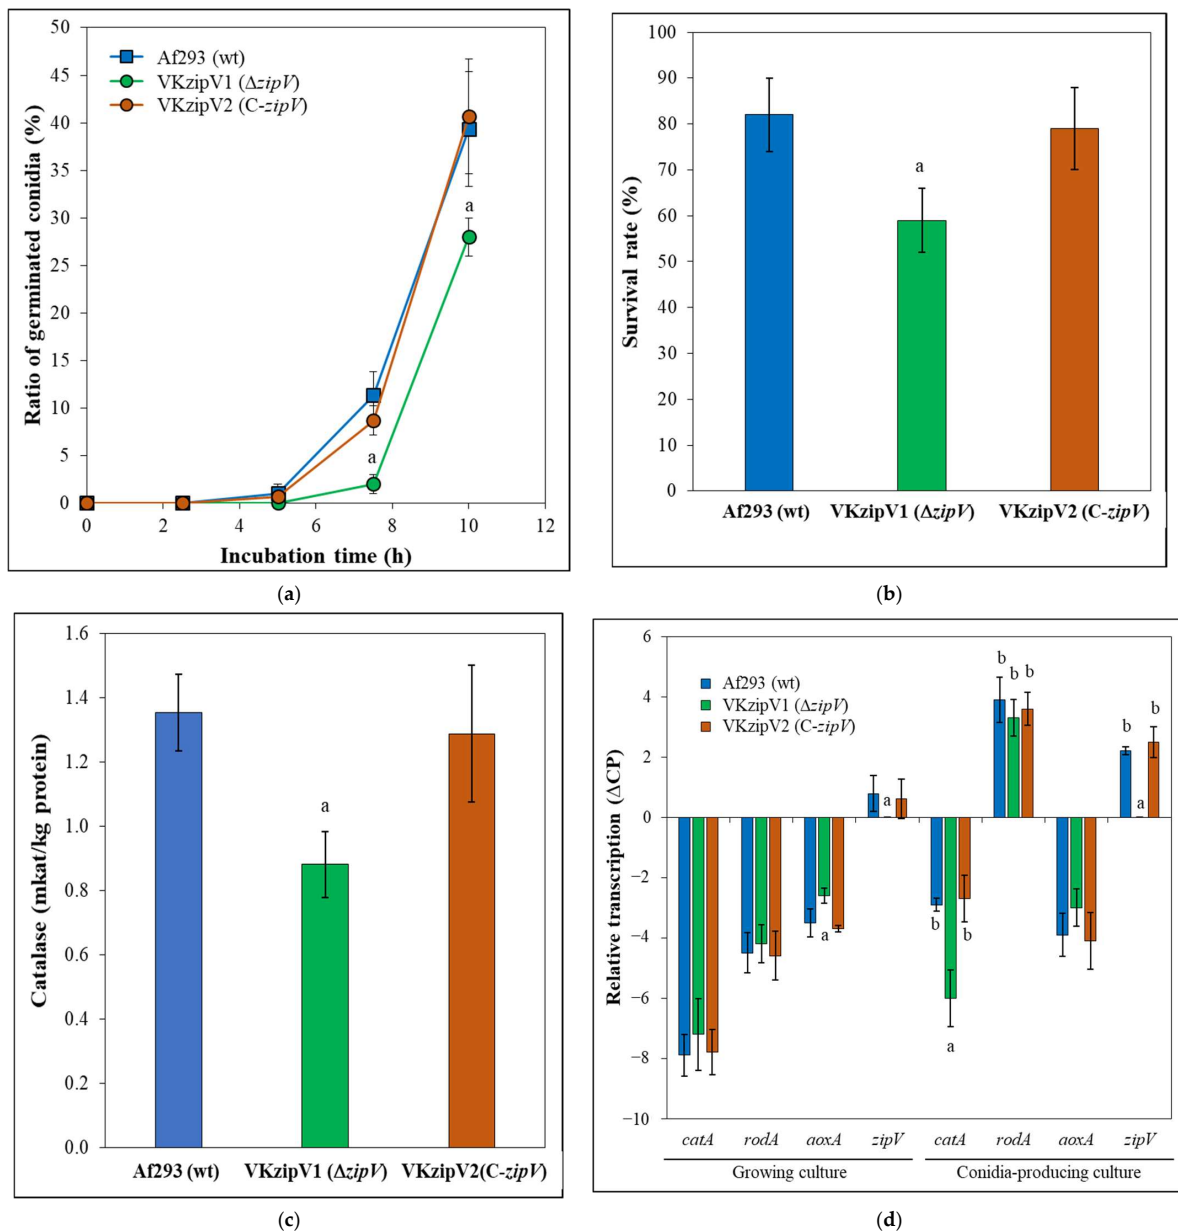 50
45
40
35
30
25
20
15
10
5
0
Ratio of germinated conidia (%)
Af293 (wt)
VKzipV1 (ΔzipV)
VKzipV2 (C-zipV)
a
a
0 2 4 6 8 10 12
Incubation time (h)
(a)
100
90
80
70
60
50
40
30
20
10
0
Survival rate (%)
a
Af293 (wt) VKzipV1 (ΔzipV) VKzipV2 (C-zipV)
(b)
1.6
1.4
1.2
1.0
0.8
0.6
0.4
0.2
0.0
Catalase (mkat/kg protein)
a
Af293 (wt) VKzipV1 (ΔzipV) VKzipV2(C-zipV)
(c)
6
4
2
0
−2
−4
−6
−8
−10
Relative transcription (ΔCP)
Af293 (wt)
VKzipV1 (ΔzipV)
VKzipV2 (C-zipV)
b b b
b b
a a
b a b
a
catA rodA aoxA zipV catA rodA aoxA zipV
Growing culture Conidia-producing culture
(d)